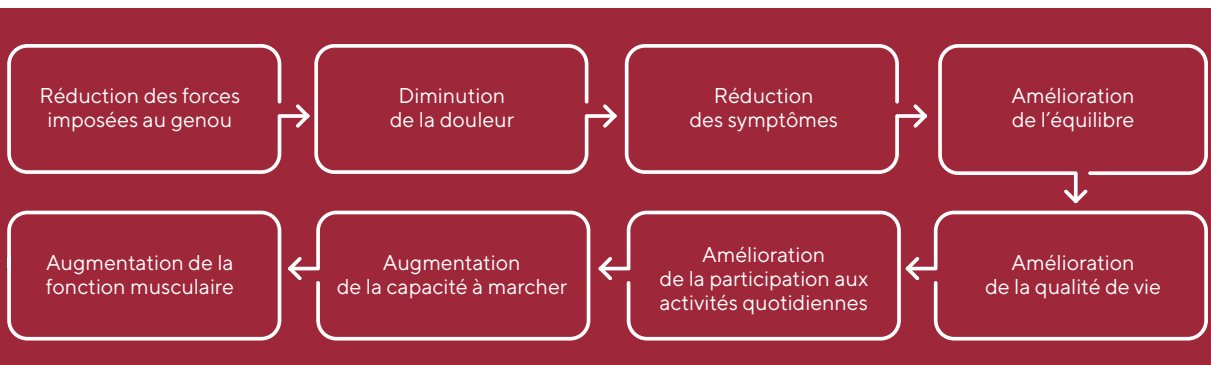 Réduction des forces
imposées au genou
Diminution
de la douleur
Réduction
des symptômes
Amélioration
de l'équilibre
Amélioration
de la qualité de vie
Amélioration
de la participation aux
activités quotidiennes
Augmentation
de la capacité à marcher
Augmentation de la
fonction musculaire